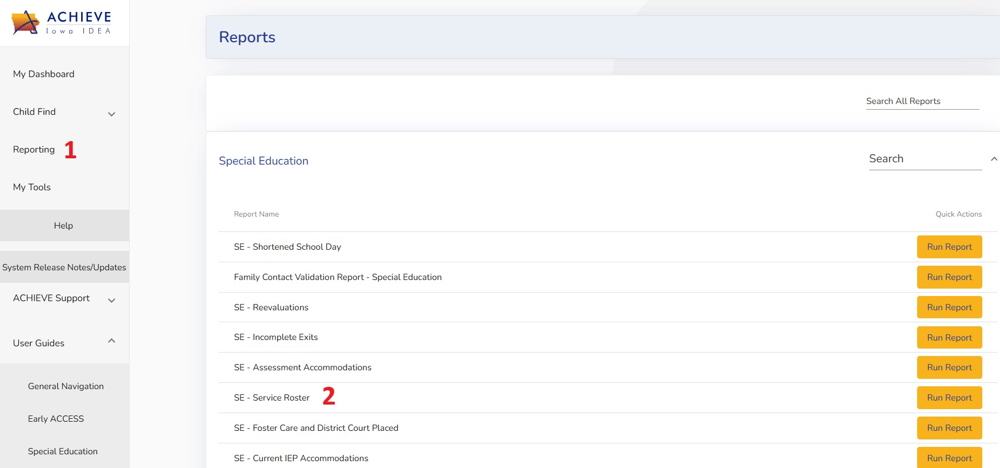 ACHIEVE
Iowa IDEA
My Dashboard
Child Find
Reporting 1
My Tools
Help
System Release Notes/Updates
ACHIEVE Support
User Guides
General Navigation
Early ACCESS
Special Education
Reports
Search All Reports
Special Education
Search
Report Name Quick Actions
SE - Shortened School Day Run Report
Family Contact Validation Report - Special Education Run Report
SE - Reevaluations Run Report
SE - Incomplete Exits Run Report
SE - Assessment Accommodations Run Report
SE - Service Roster 2 Run Report
SE - Foster Care and District Court Placed Run Report
SE - Current IEP Accommodations Run Report